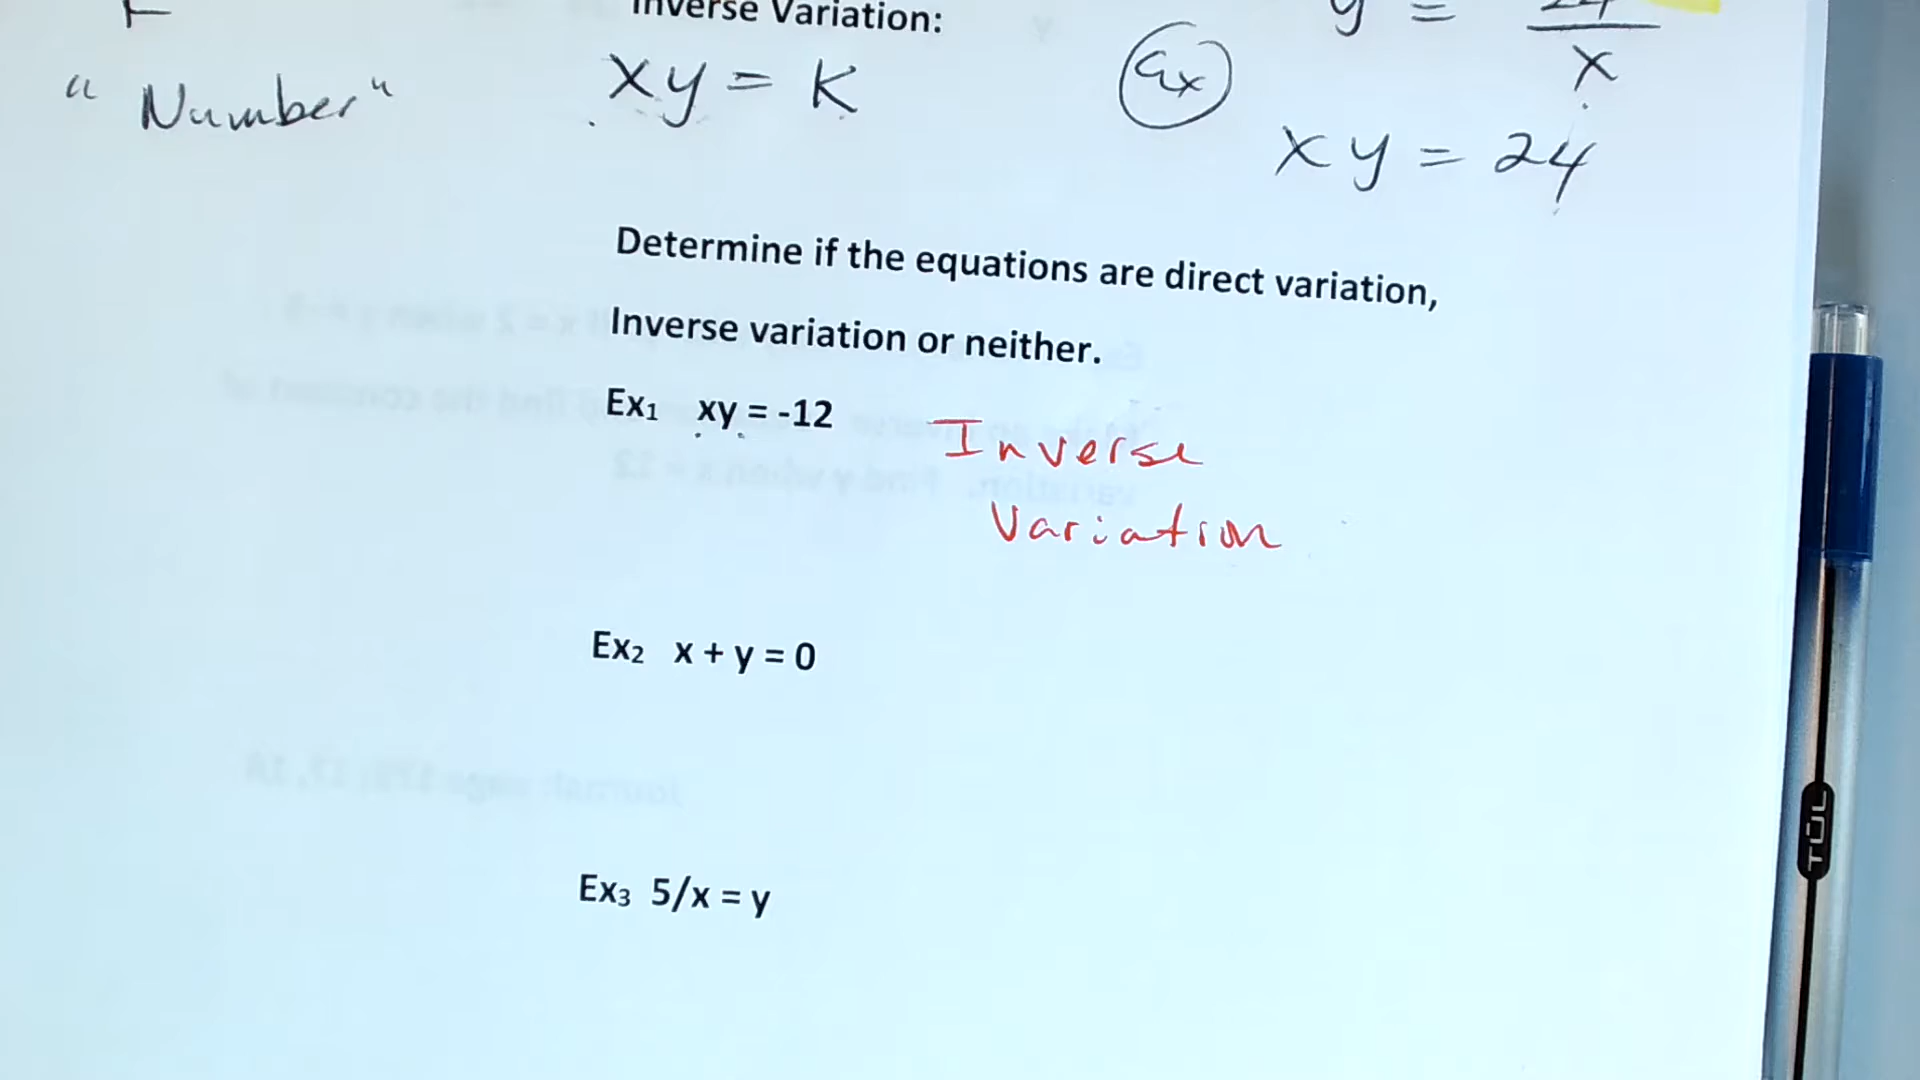 Inverse Variation:
y = 24
x
"Number"
xy = K
Ex
xy = 24
Determine if the equations are direct variation,
Inverse variation or neither.
Ex1 xy = -12
Inverse
Variation
Ex2 x + y = 0
Ex3 5/x = y
TUL